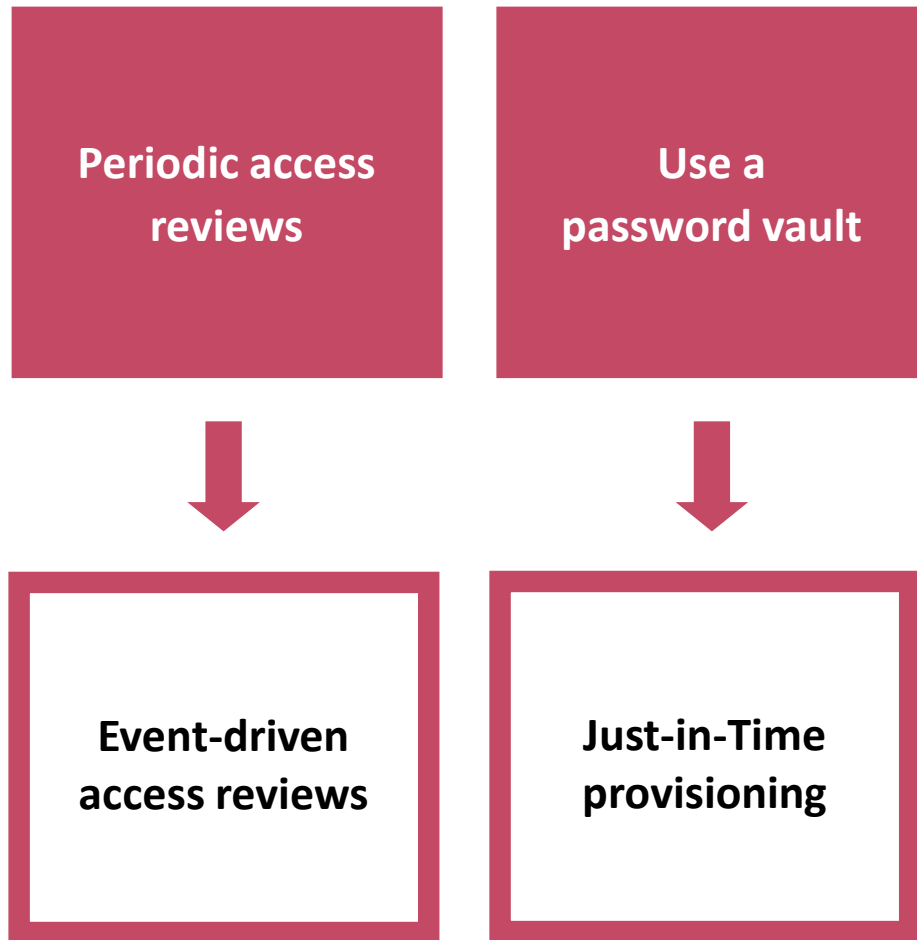 Periodic access
reviews
Use a
password vault
Event-driven
access reviews
Just-in-Time
provisioning